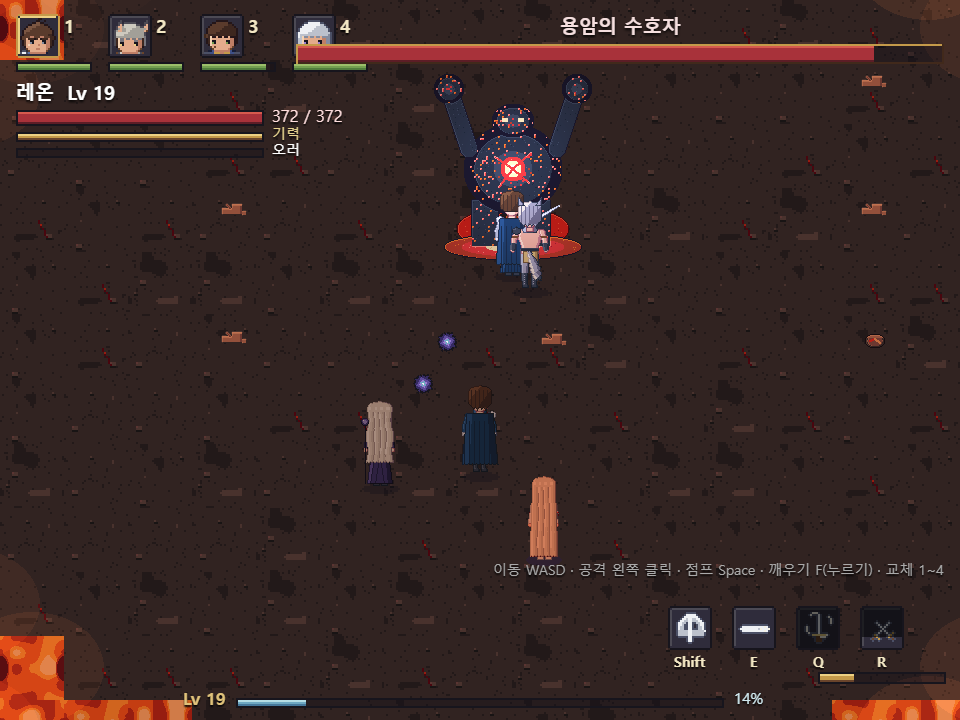 1 2 3 4
용암의 수호자
레온 Lv 19
372 / 372
기력
오러
이동 WASD · 공격 왼쪽 클릭 · 점프 Space · 깨우기 F(누르기) · 교체 1~4
Shift E Q R
Lv 19 14%